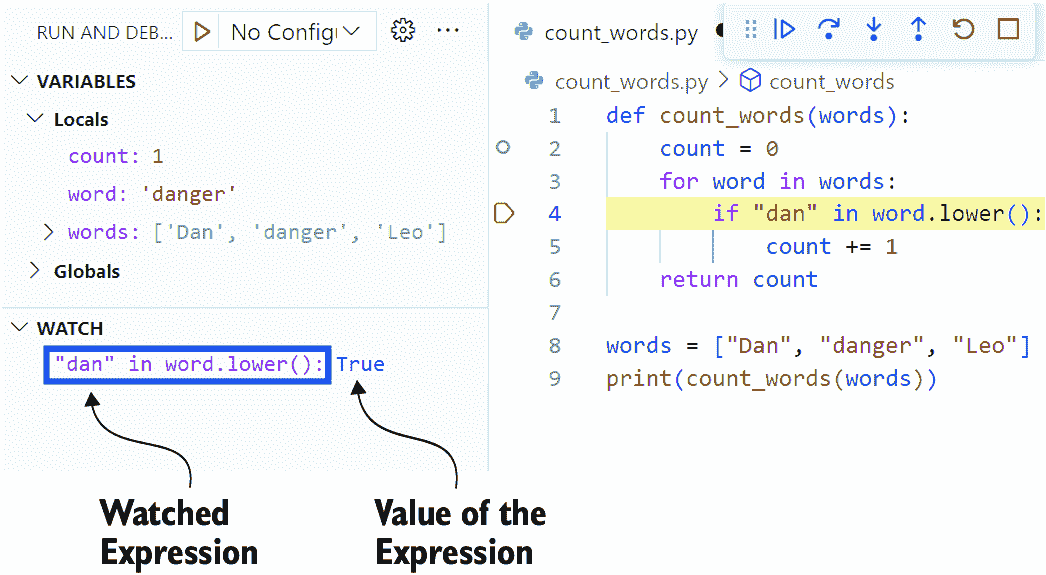 RUN AND DEB... No Config
VARIABLES
Locals
count: 1
word: 'danger'
words: ['Dan', 'danger', 'Leo']
Globals
WATCH
"dan" in word.lower(): True
Watched
Expression
Value of the
Expression
count_words.py
count_words.py > count_words
1 def count_words(words):
2 count = 0
3 for word in words:
4 if "dan" in word.lower():
5 count += 1
6 return count
7
8 words = ["Dan", "danger", "Leo"]
9 print(count_words(words))